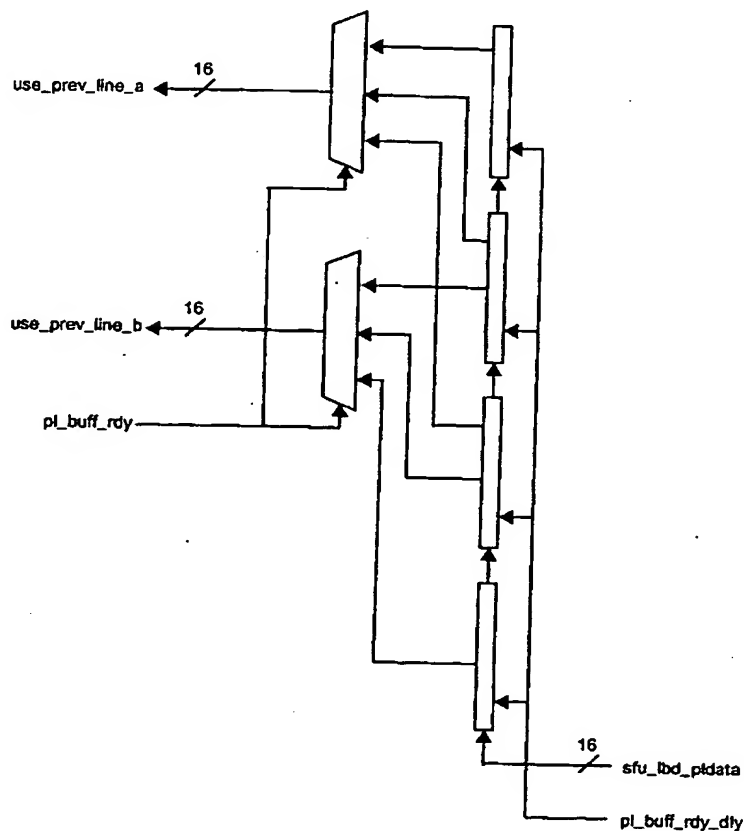 16
use_prev_line_a
16
use_prev_line_b
pl_buff_rdy
16
sfu_lbd_pldata
pl_buff_rdy_dly